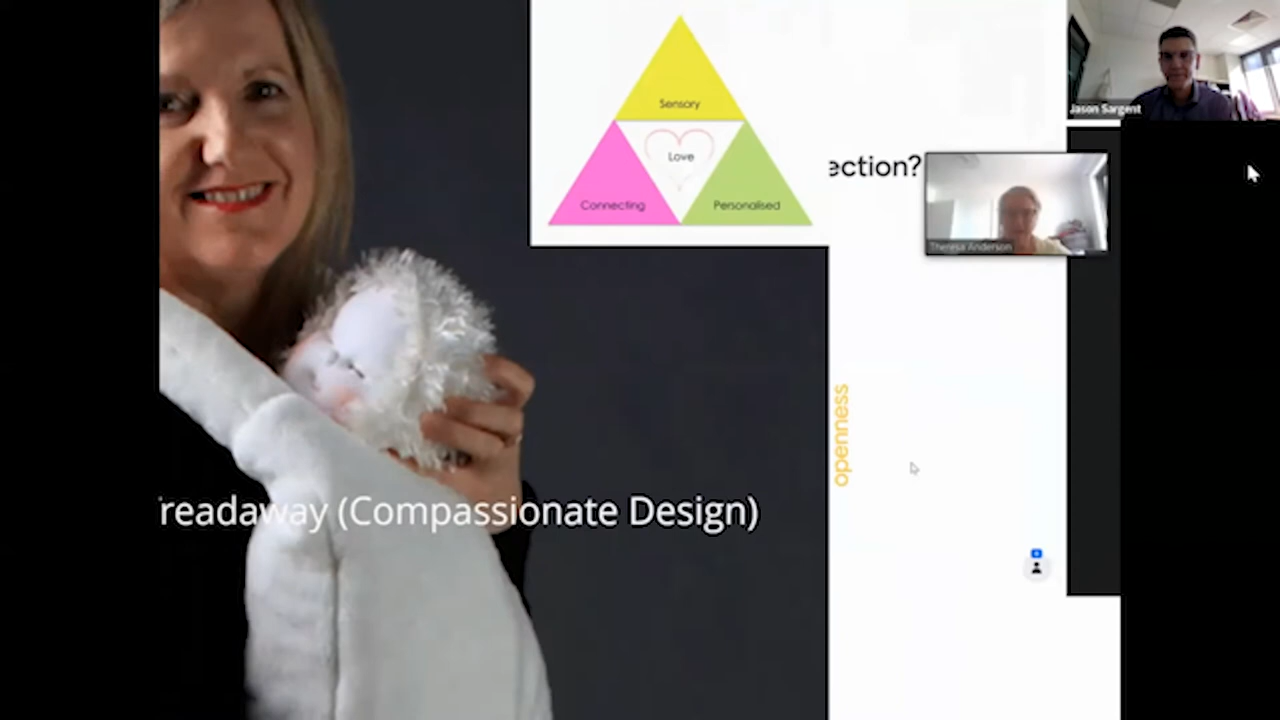 Sensory
Love
Connecting
Personalised
Jason Sargent
ection?
Theresa Anderson
openness
readaway (Compassionate Design)